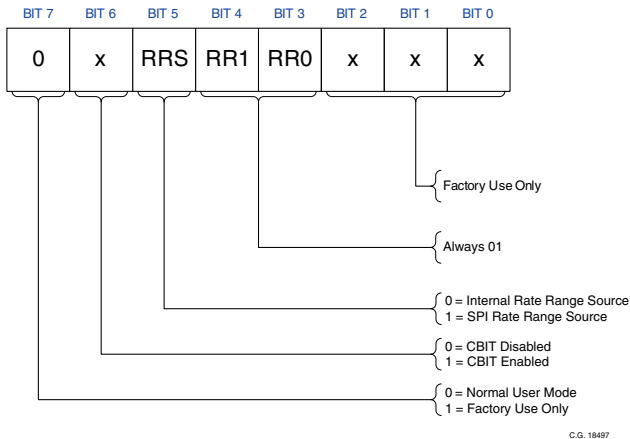 BIT 7 BIT 6 BIT 5 BIT 4 BIT 3 BIT 2 BIT 1 BIT 0
0 x RRS RR1 RR0 x x x
Factory Use Only
Always 01
0 = Internal Rate Range Source
1 = SPI Rate Range Source
0 = CBIT Disabled
1 = CBIT Enabled
0 = Normal User Mode
1 = Factory Use Only
C.G. 18497